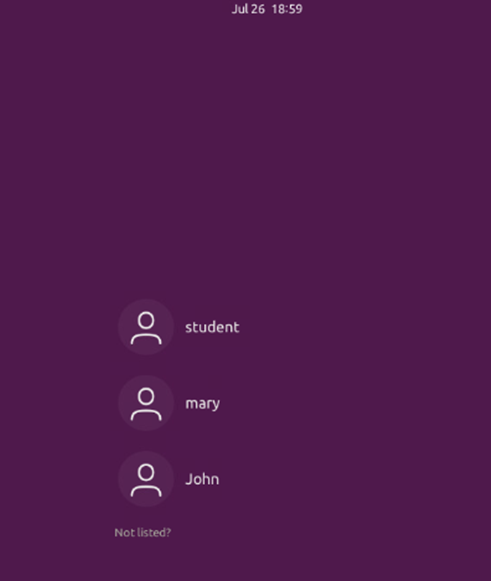 Jul 26 18:59
student
mary
John
Not listed?